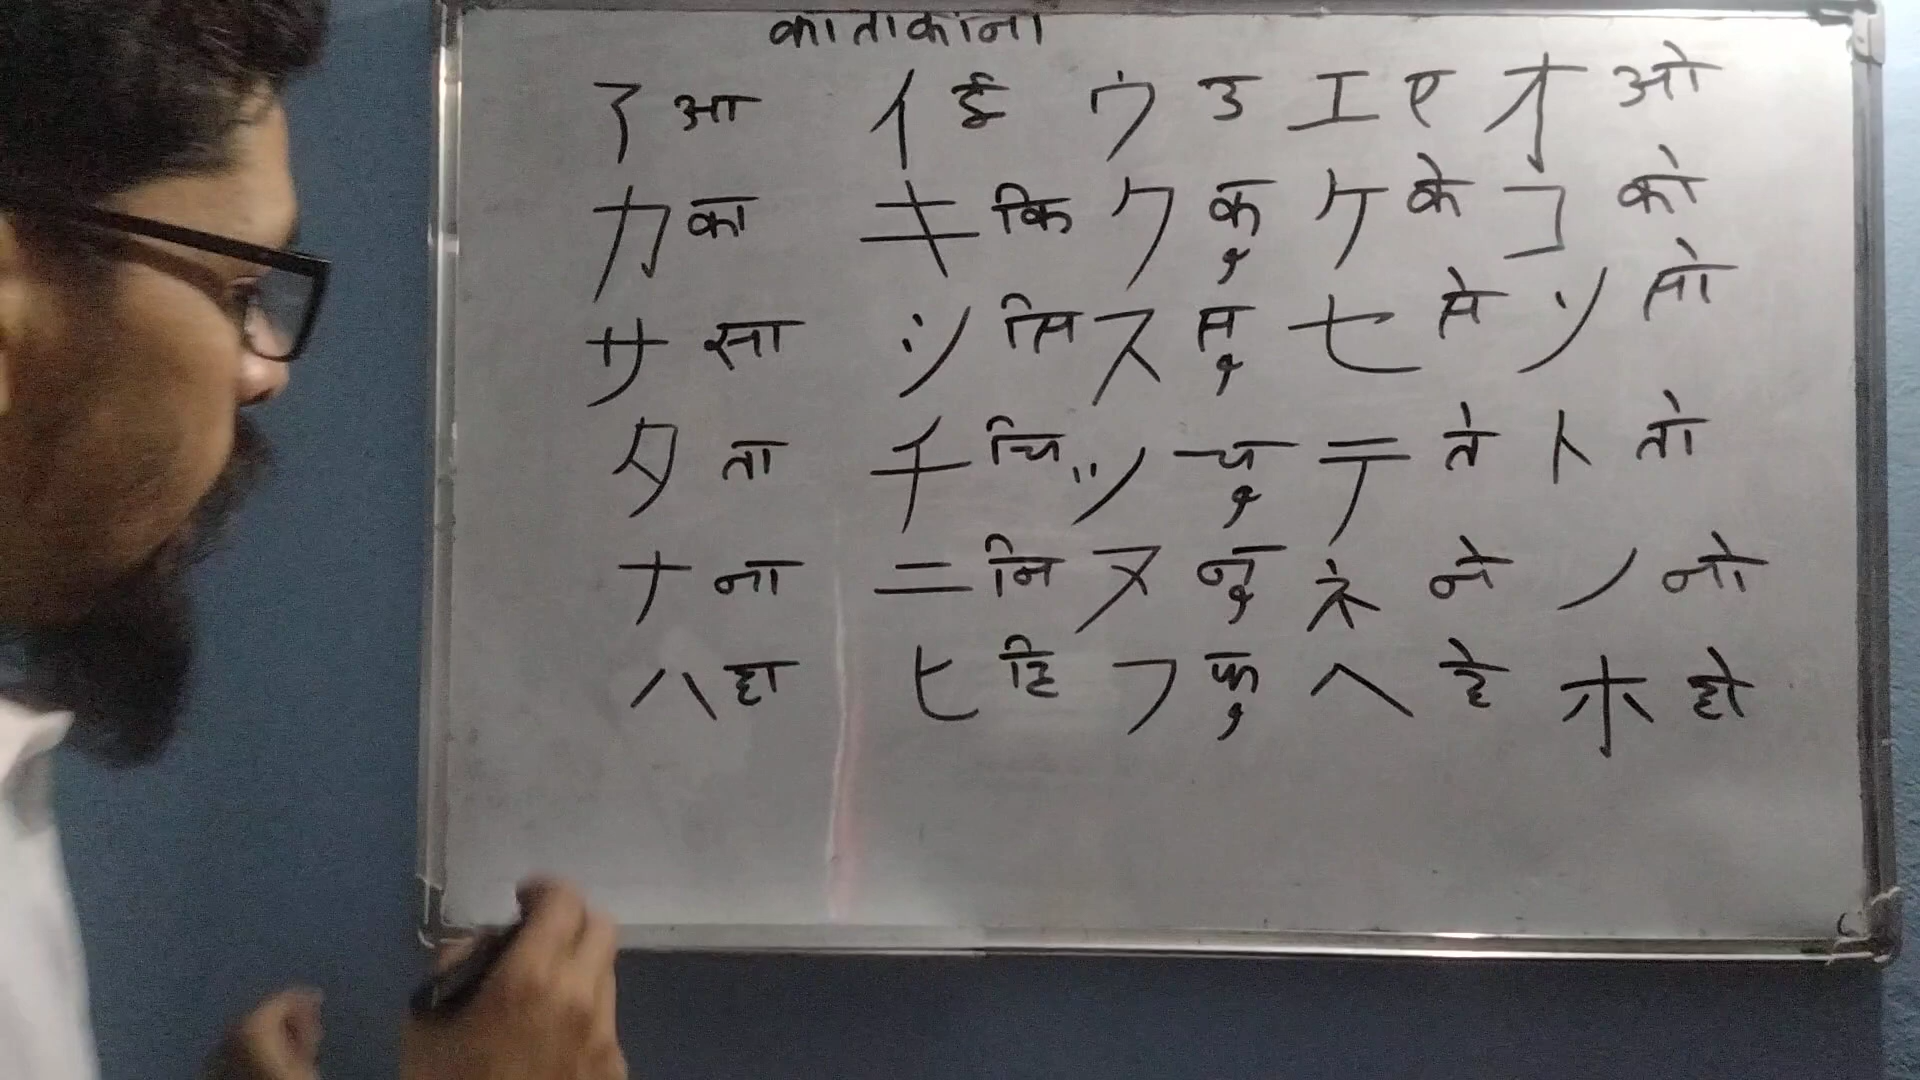 काताकाना
ア आ イ ई ウ उ エ ए オ ओ
カ का キ कि ク कु ケ के コ को
サ सा シ सि ス सु セ से ソ सो
タ ता チ चि ツ चु テ ते ト तो
ナ ना ニ नि ヌ नु ネ ने ノ नो
ハ हा ヒ हि フ फु ヘ हे ホ हो